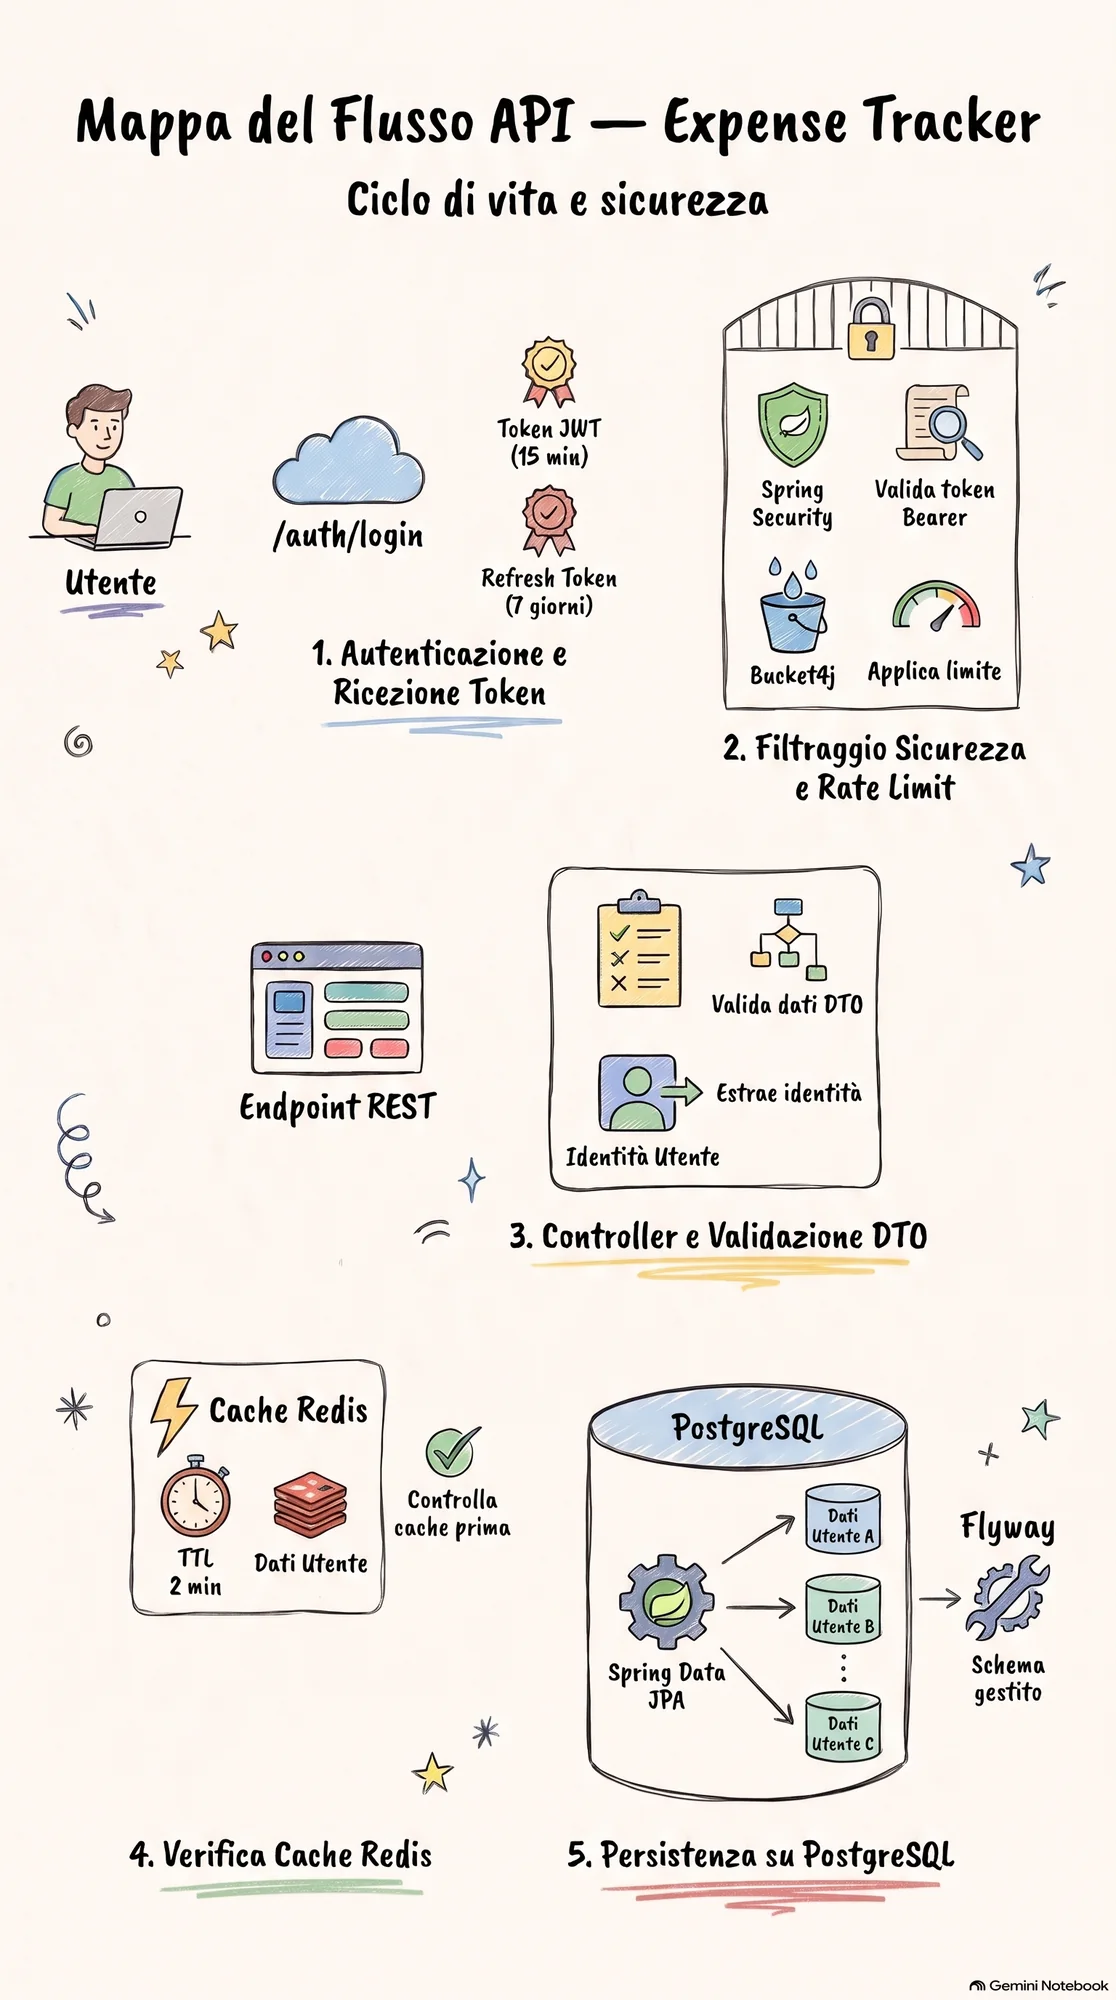 Mappa del Flusso API — Expense Tracker
Ciclo di vita e sicurezza
Utente
/auth/login
Token JWT
(15 min)
Refresh Token
(7 giorni)
1. Autenticazione e
Ricezione Token
Spring
Security
Valida token
Bearer
Bucket4j
Applica limite
2. Filtraggio Sicurezza
e Rate Limit
Endpoint REST
Valida dati DTO
Estrae identità
Identità Utente
3. Controller e Validazione DTO
Cache Redis
TTL
2 min
Dati Utente
Controlla
cache prima
4. Verifica Cache Redis
PostgreSQL
Spring Data
JPA
Dati
Utente A
Dati
Utente B
Dati
Utente C
Flyway
Schema
gestito
5. Persistenza su PostgreSQL
Gemini Notebook